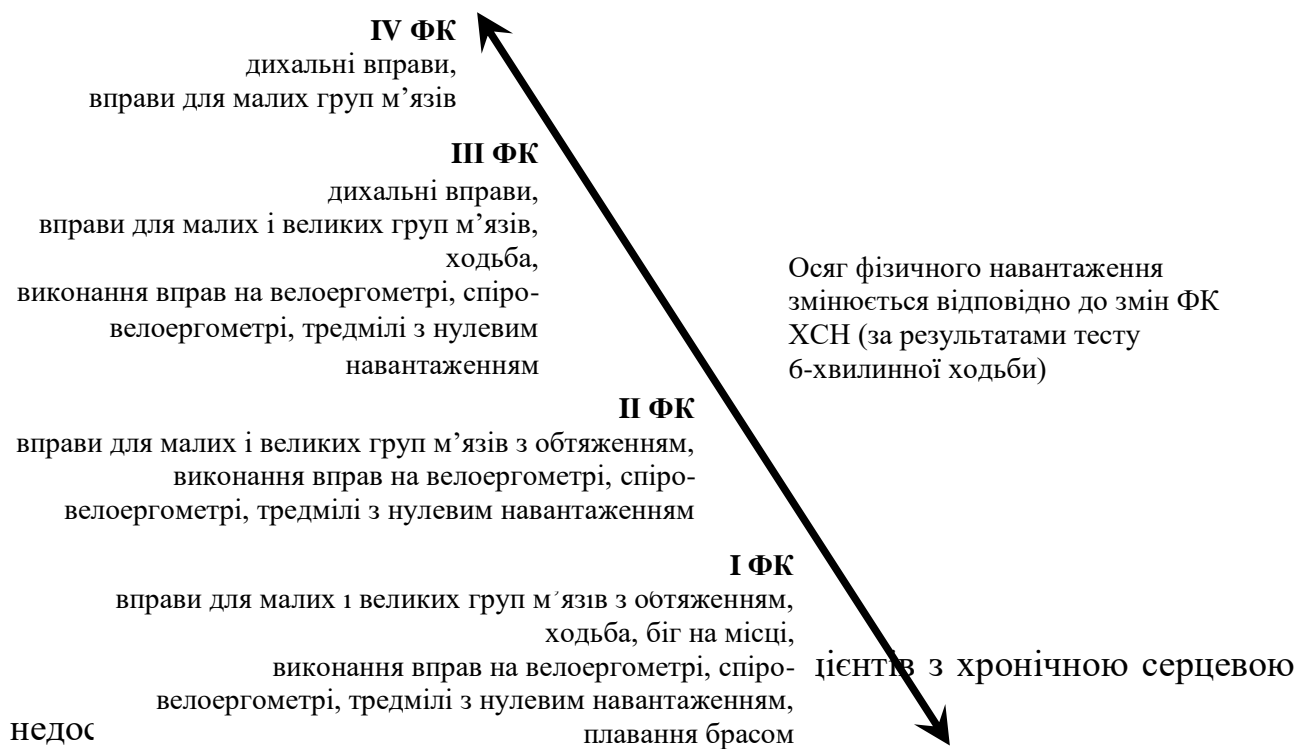 IV ФК
дихальні вправи,
вправи для малих груп м’язів
III ФК
дихальні вправи,
вправи для малих і великих груп м’язів,
ходьба,
виконання вправ на велоергометрі, спіро-
велоергометрі, тредмілі з нулевим
навантаженням
Осяг фізичного навантаження
змінюється відповідно до змін ФК
ХСН (за результатами тесту
6-хвилинної ходьби)
II ФК
вправи для малих і великих груп м’язів з обтяженням,
виконання вправ на велоергометрі, спіро-
велоергометрі, тредмілі з нулевим навантаженням
I ФК
вправи для малих і великих груп м’язів з обтяженням,
ходьба, біг на місці,
виконання вправ на велоергометрі, спіро-
велоергометрі, тредмілі з нулевим навантаженням,
плавання брасом
з хронічною серцевою